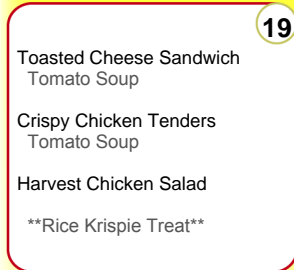 19
Toasted Cheese Sandwich
Tomato Soup
Crispy Chicken Tenders
Tomato Soup
Harvest Chicken Salad
**Rice Krispie Treat**